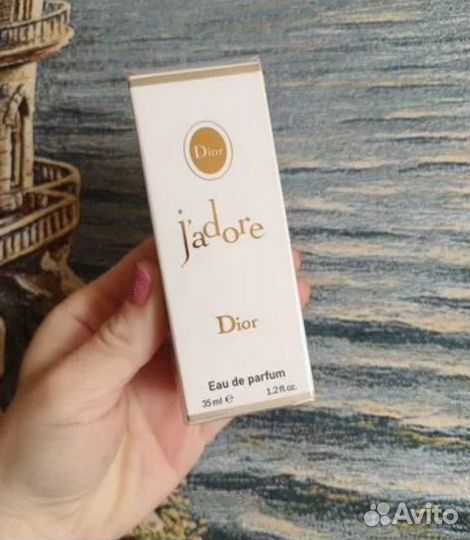 Dior
j'adore
Dior
Eau de parfum
35 ml ℮ 1.2 fl.oz.
Avito